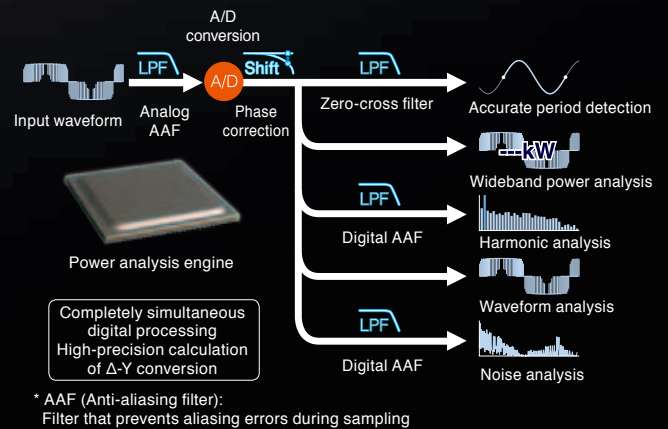 A/D
conversion
LPF
A/D
Shift
LPF
Input waveform
Analog
AAF
Phase
correction
Zero-cross filter
Accurate period detection
---kW
Wideband power analysis
LPF
Digital AAF
Harmonic analysis
Power analysis engine
Waveform analysis
Completely simultaneous
digital processing
High-precision calculation
of Δ-Y conversion
LPF
Digital AAF
Noise analysis
* AAF (Anti-aliasing filter):
Filter that prevents aliasing errors during sampling